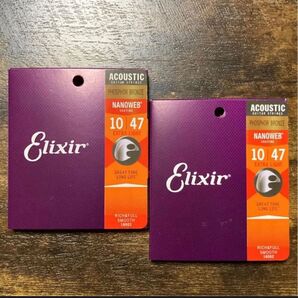 ACOUSTIC
GUITAR STRINGS
PHOSPHOR BRONZE
NANOWEB®
COATING
10 47
EXTRA LIGHT
Elixir®
GREAT TONE
LONG LIFE
RICH&FULL
SMOOTH
16002
ACOUSTIC
GUITAR STRINGS
PHOSPHOR BRONZE
NANOWEB®
COATING
10 47
EXTRA LIGHT
Elixir®
GREAT TONE
LONG LIFE
RICH&FULL
SMOOTH
16002